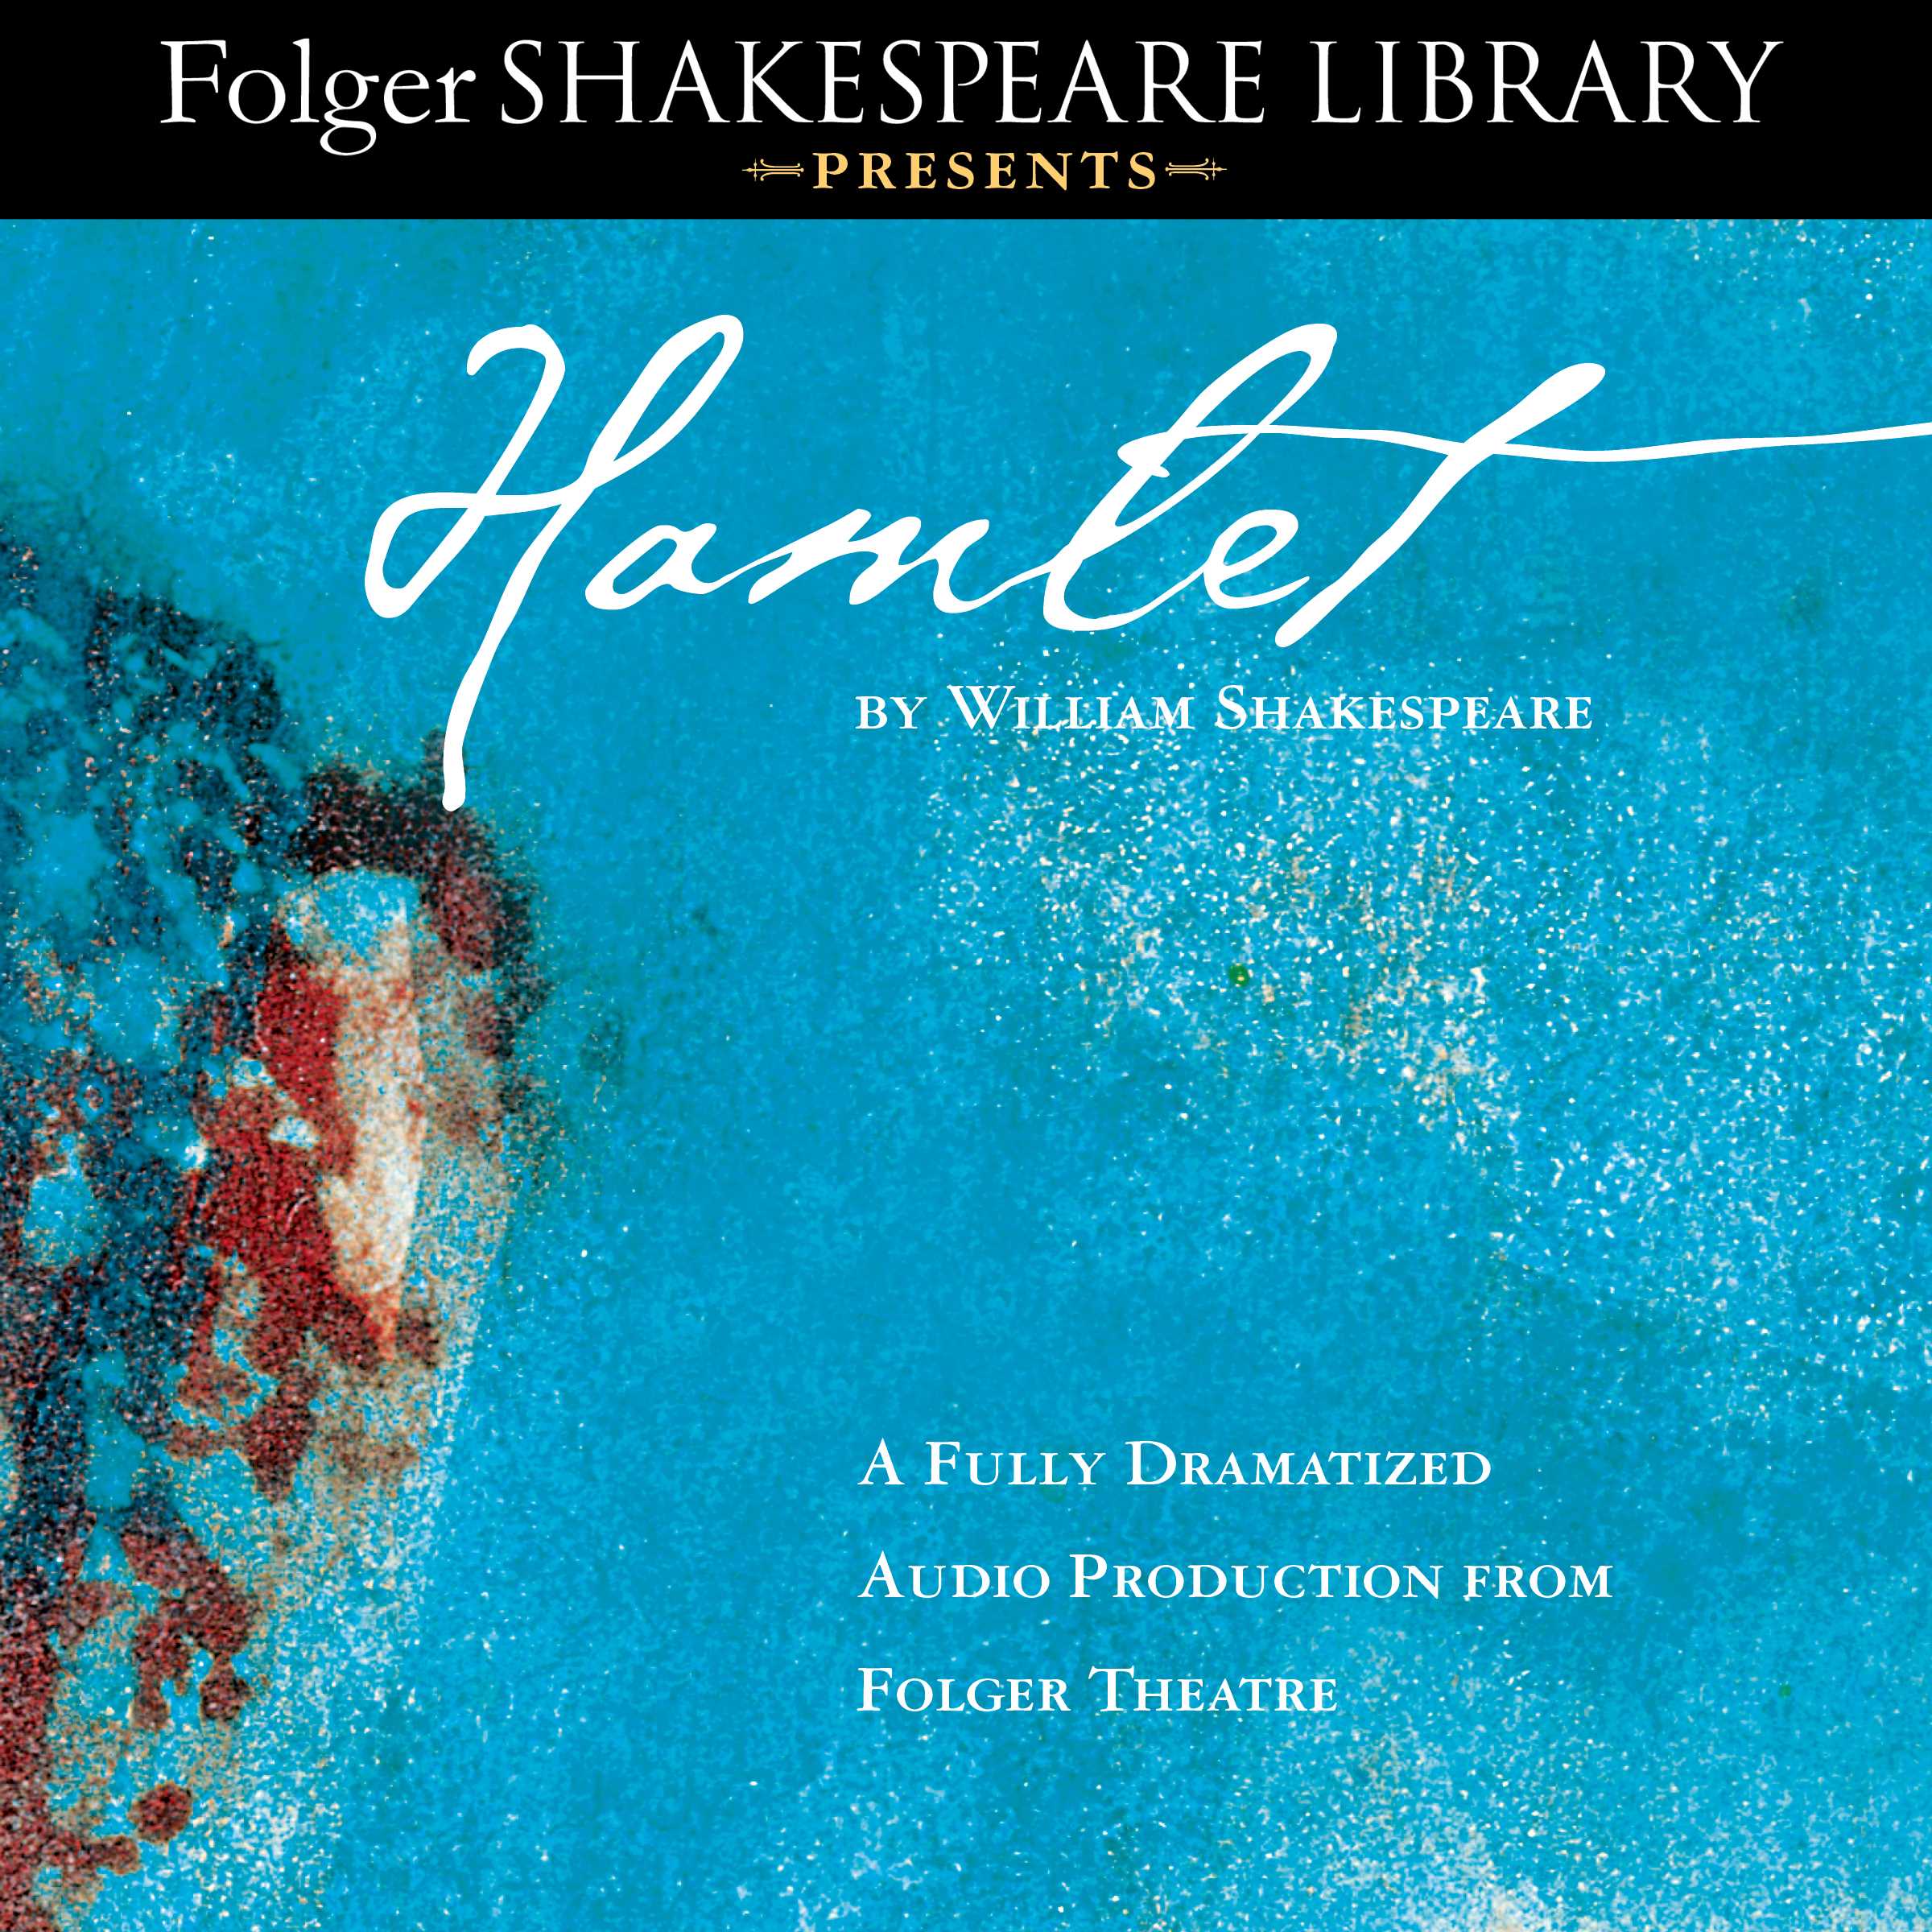 Folger SHAKESPEARE LIBRARY
PRESENTS
Hamlet
BY WILLIAM SHAKESPEARE
A FULLY DRAMATIZED
AUDIO PRODUCTION FROM
FOLGER THEATRE